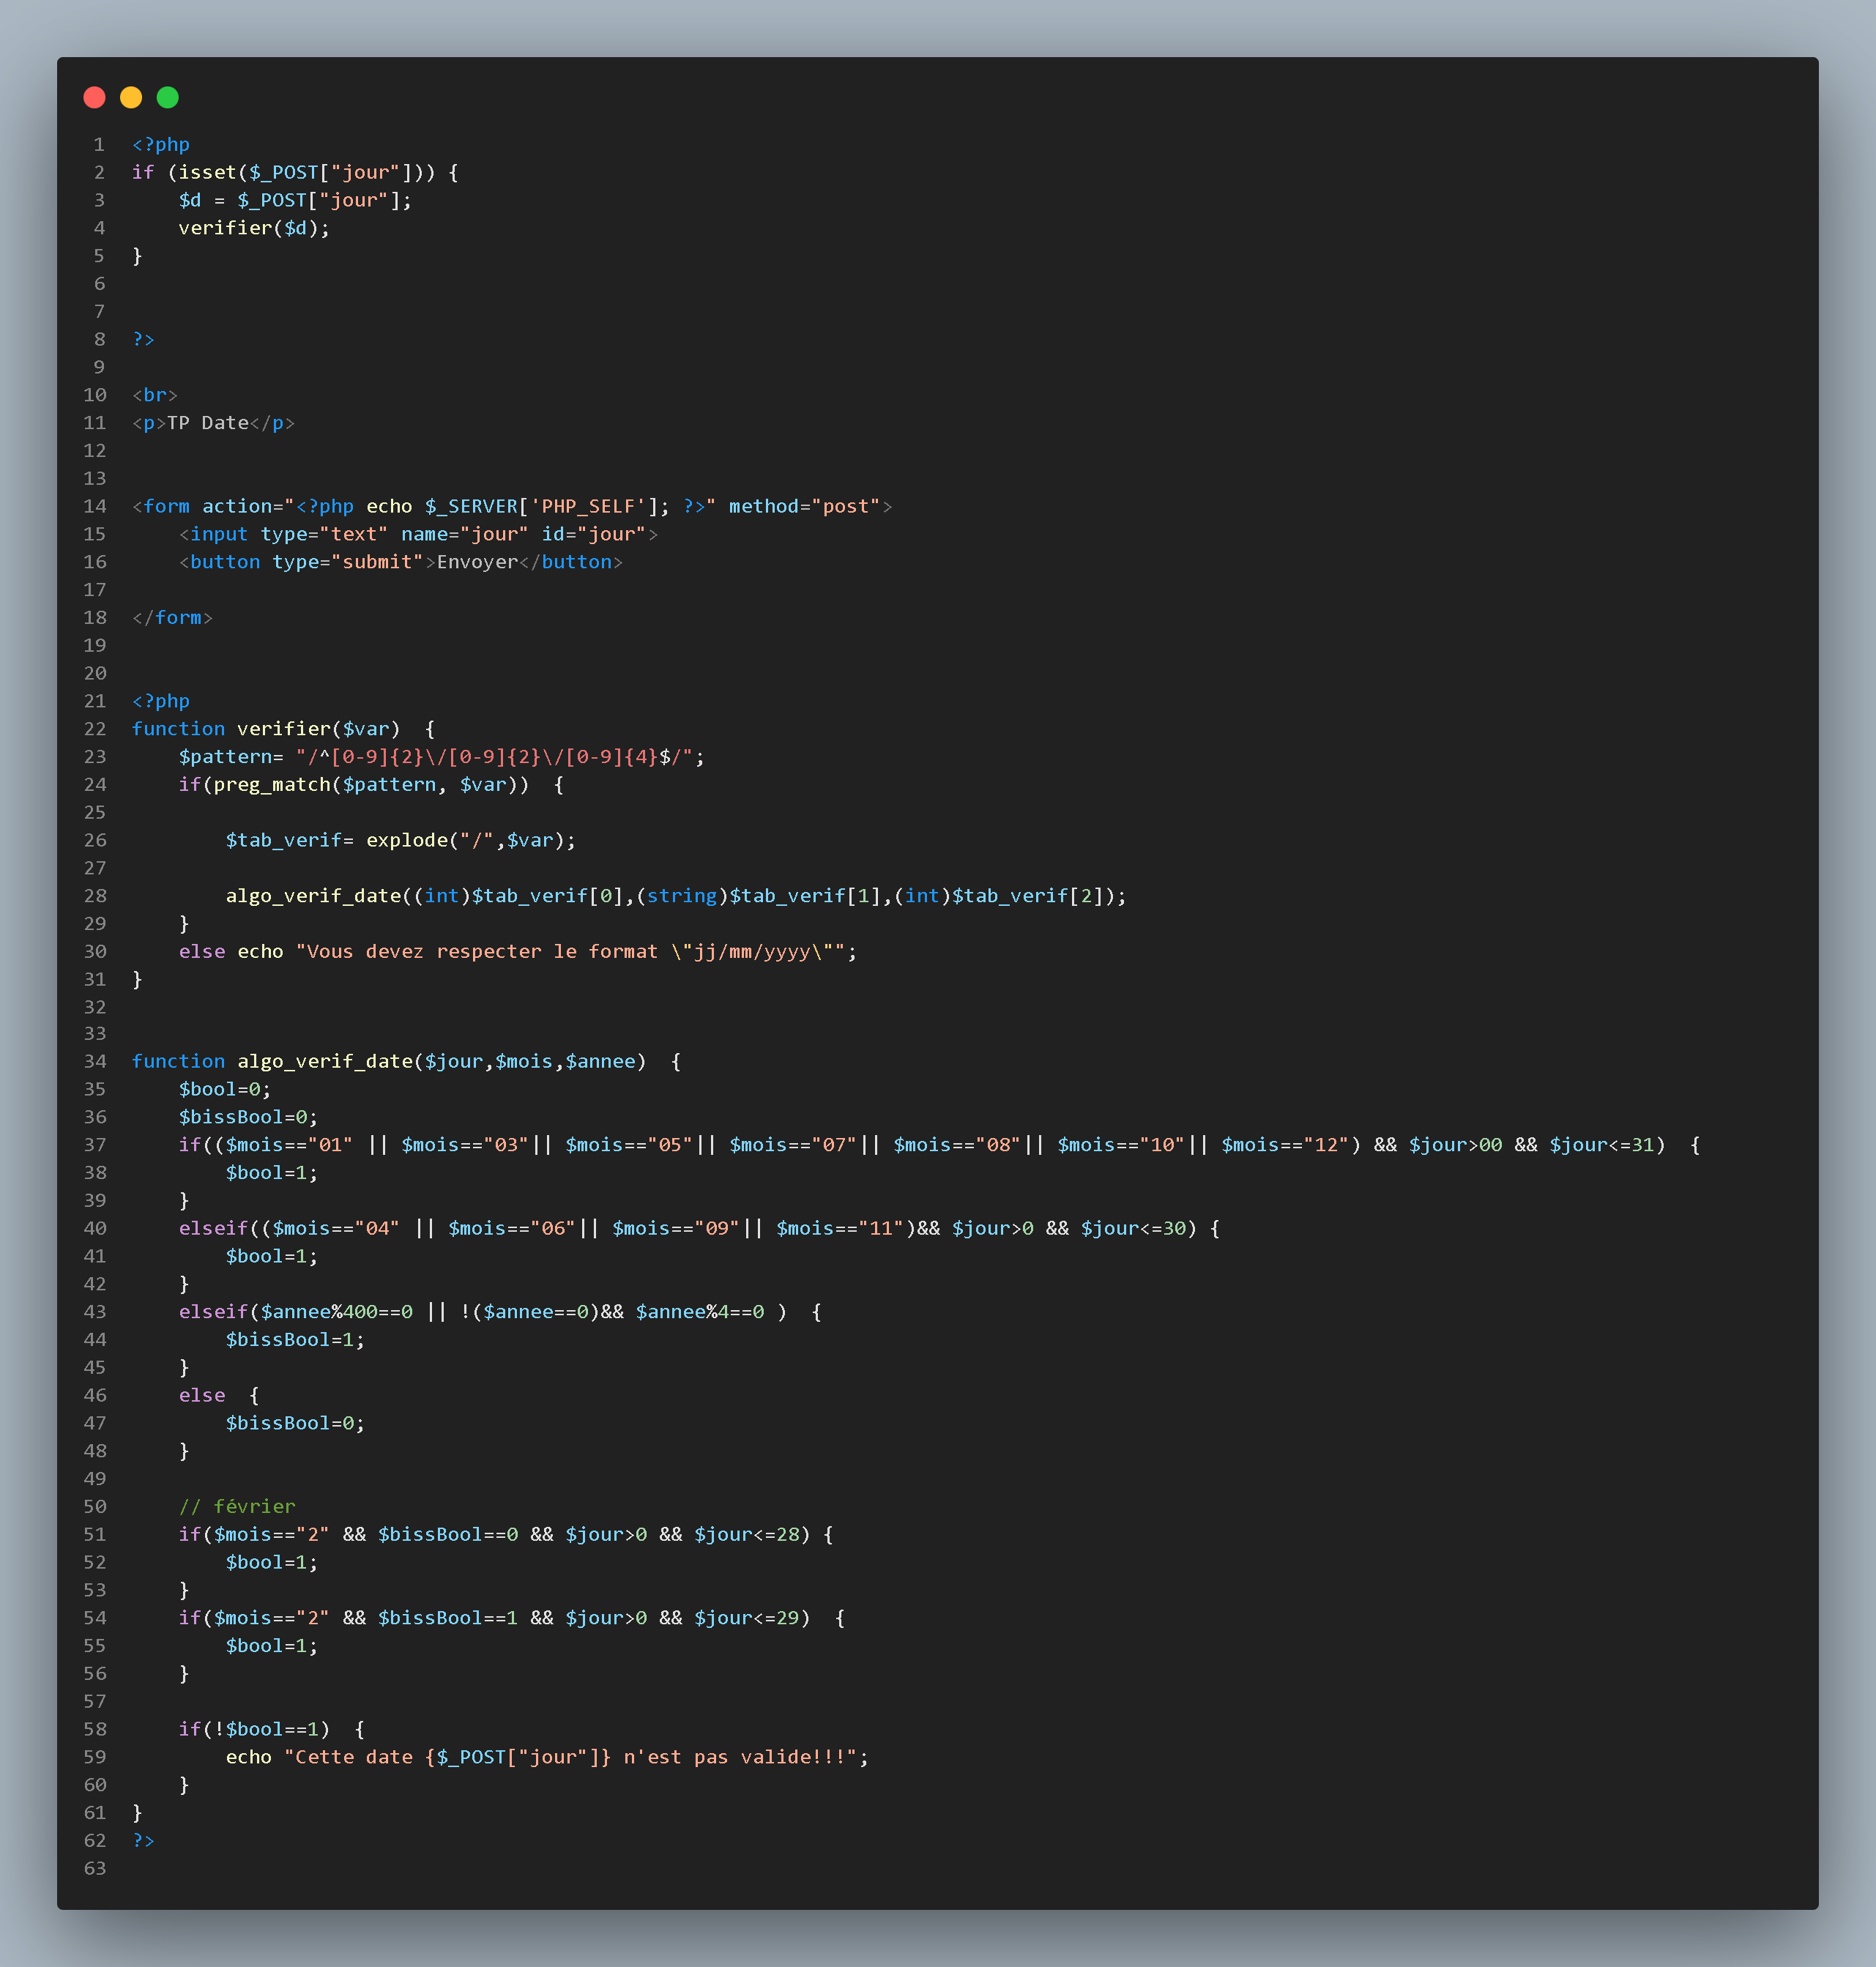 1 <?php
2 if (isset($_POST["jour"])) {
3     $d = $_POST["jour"];
4     verifier($d);
5 }
6
7
8 ?>
9
10 <br>
11 <p>TP Date</p>
12
13
14 <form action="<?php echo $_SERVER['PHP_SELF']; ?>" method="post">
15     <input type="text" name="jour" id="jour">
16     <button type="submit">Envoyer</button>
17
18 </form>
19
20
21 <?php
22 function verifier($var)  {
23     $pattern= "/^[0-9]{2}\/[0-9]{2}\/[0-9]{4}$/";
24     if(preg_match($pattern, $var))  {
25
26         $tab_verif= explode("/",$var);
27
28         algo_verif_date((int)$tab_verif[0],(string)$tab_verif[1],(int)$tab_verif[2]);
29     }
30     else echo "Vous devez respecter le format \"jj/mm/yyyy\"";
31 }
32
33
34 function algo_verif_date($jour,$mois,$annee)  {
35     $bool=0;
36     $bissBool=0;
37     if(($mois=="01" || $mois=="03"|| $mois=="05"|| $mois=="07"|| $mois=="08"|| $mois=="10"|| $mois=="12") && $jour>00 && $jour<=31)  {
38         $bool=1;
39     }
40     elseif(($mois=="04" || $mois=="06"|| $mois=="09"|| $mois=="11")&& $jour>0 && $jour<=30) {
41         $bool=1;
42     }
43     elseif($annee%400==0 || !($annee==0)&& $annee%4==0 )  {
44         $bissBool=1;
45     }
46     else  {
47         $bissBool=0;
48     }
49
50     // février
51     if($mois=="2" && $bissBool==0 && $jour>0 && $jour<=28) {
52         $bool=1;
53     }
54     if($mois=="2" && $bissBool==1 && $jour>0 && $jour<=29)  {
55         $bool=1;
56     }
57
58     if(!$bool==1)  {
59         echo "Cette date {$_POST["jour"]} n'est pas valide!!!";
60     }
61 }
62 ?>
63